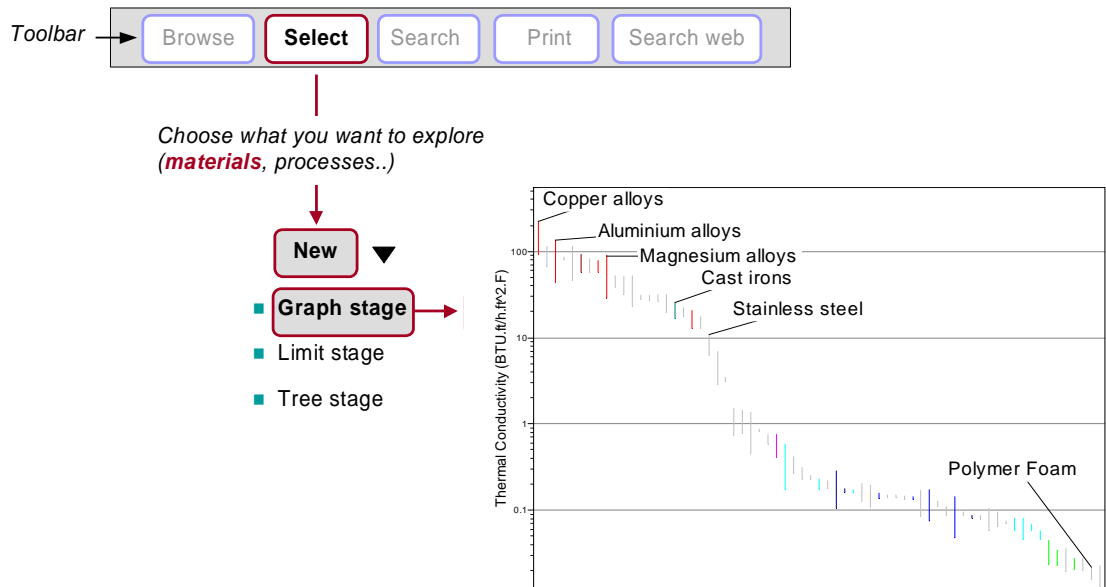 Toolbar
Browse
Select
Search
Print
Search web
Choose what you want to explore
(materials, processes..)
New
Graph stage
Limit stage
Tree stage
Thermal Conductivity (BTU.ft/h.ft^2.F)
100
10
1
0.1
Copper alloys
Aluminium alloys
Magnesium alloys
Cast irons
Stainless steel
Polymer Foam